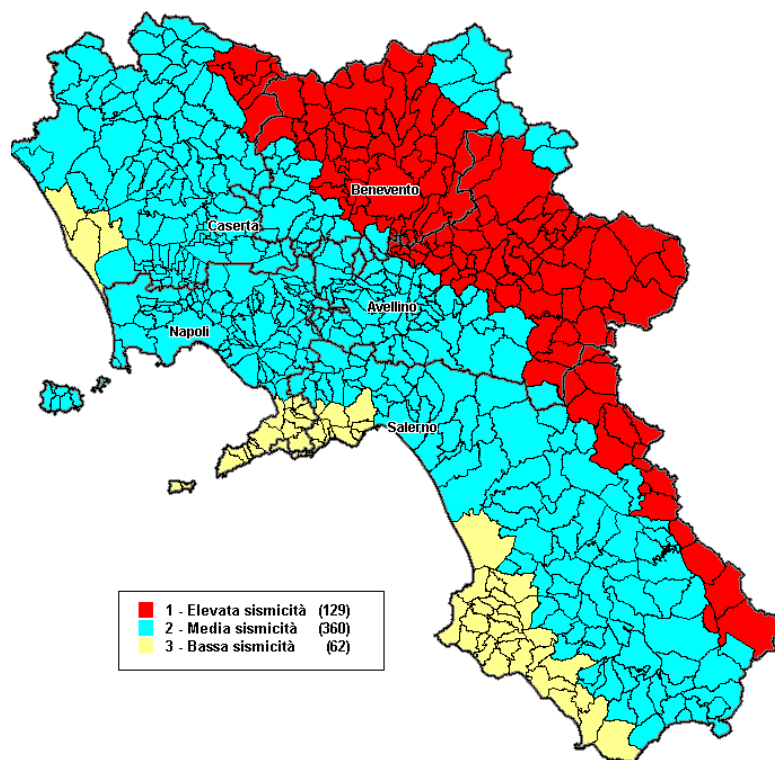 Benevento
Caserta
Avellino
Napoli
Salerno
1 - Elevata sismicità (129)
2 - Media sismicità (360)
3 - Bassa sismicità (62)